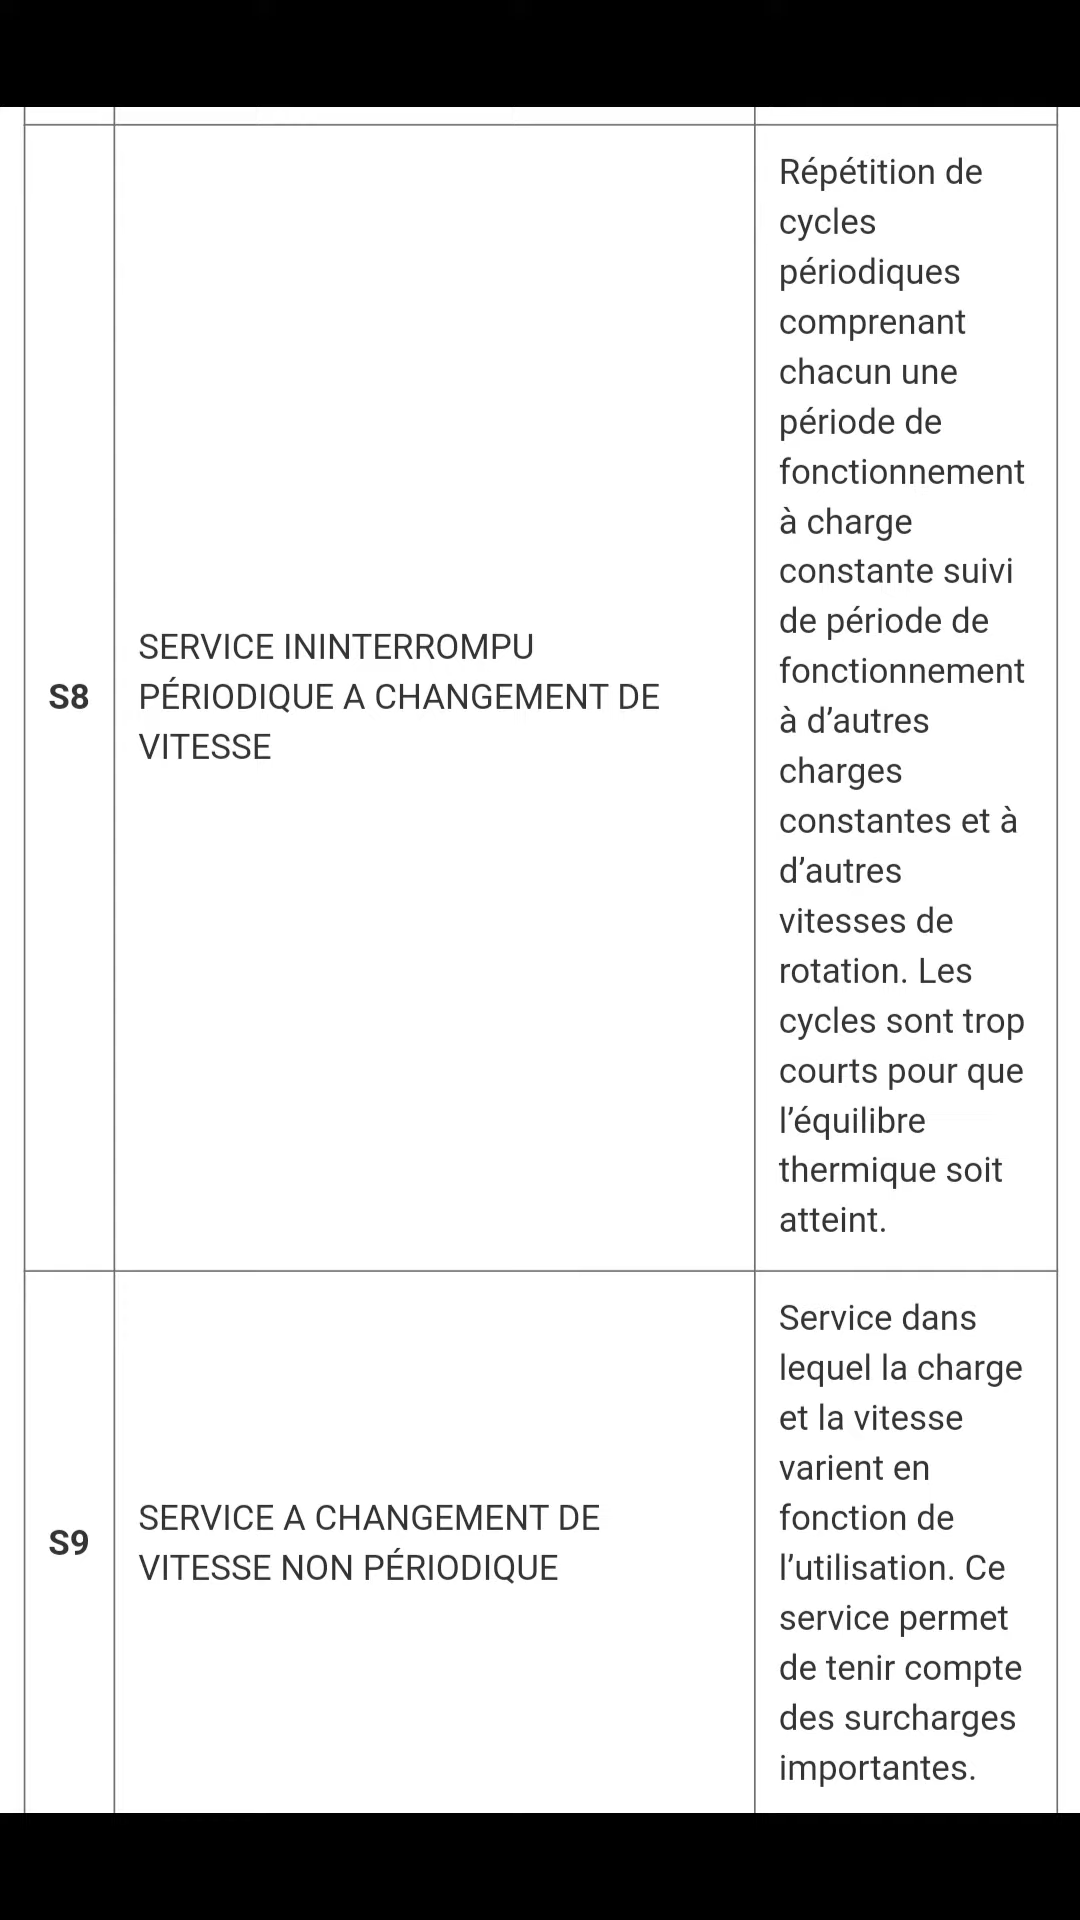 S8
SERVICE ININTERROMPU
PÉRIODIQUE A CHANGEMENT DE
VITESSE
Répétition de
cycles
périodiques
comprenant
chacun une
période de
fonctionnement
à charge
constante suivi
de période de
fonctionnement
à d’autres
charges
constantes et à
d’autres
vitesses de
rotation. Les
cycles sont trop
courts pour que
l’équilibre
thermique soit
atteint.
S9
SERVICE A CHANGEMENT DE
VITESSE NON PÉRIODIQUE
Service dans
lequel la charge
et la vitesse
varient en
fonction de
l’utilisation. Ce
service permet
de tenir compte
des surcharges
importantes.